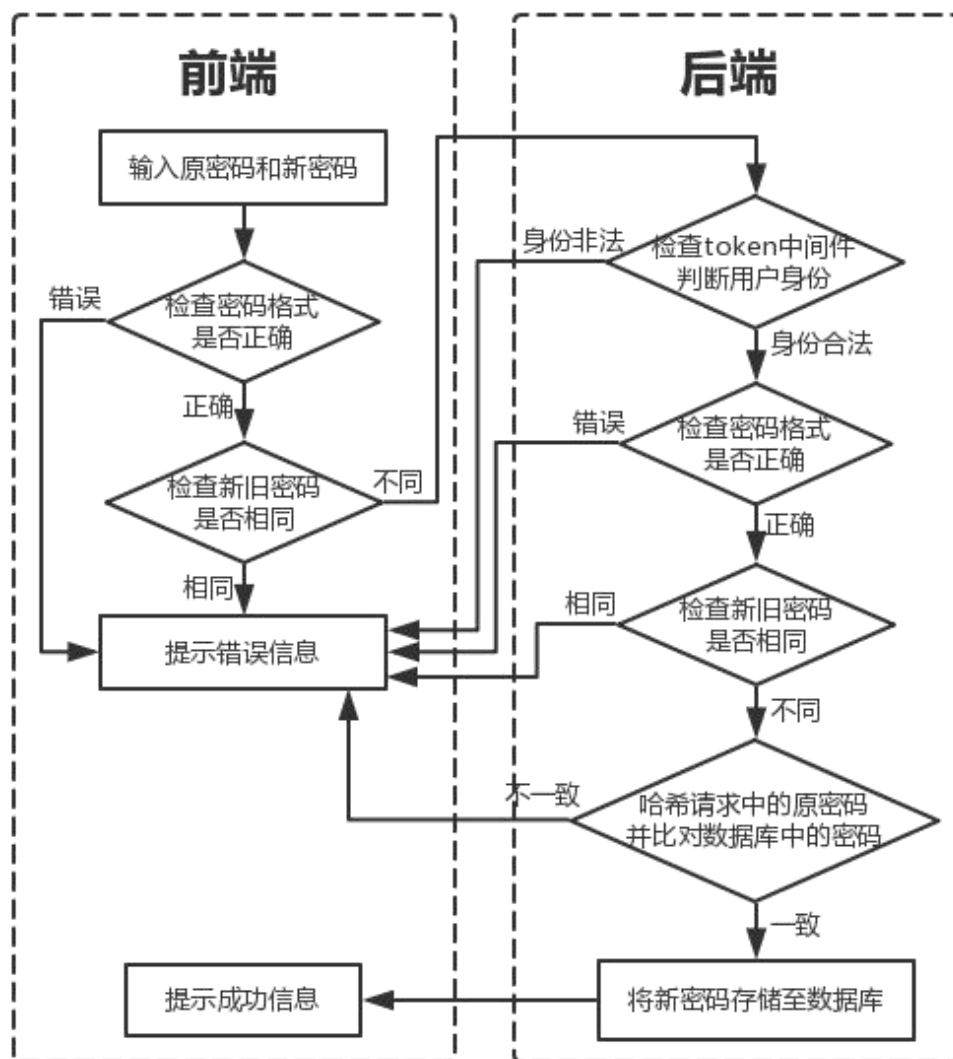 前端
输入原密码和新密码
错误
检查密码格式
是否正确
正确
检查新旧密码
是否相同
不同
相同
提示错误信息
提示成功信息
后端
检查token中间件
判断用户身份
身份非法
身份合法
检查密码格式
是否正确
错误
正确
检查新旧密码
是否相同
相同
不同
哈希请求中的原密码
并比对数据库中的密码
不一致
一致
将新密码存储至数据库